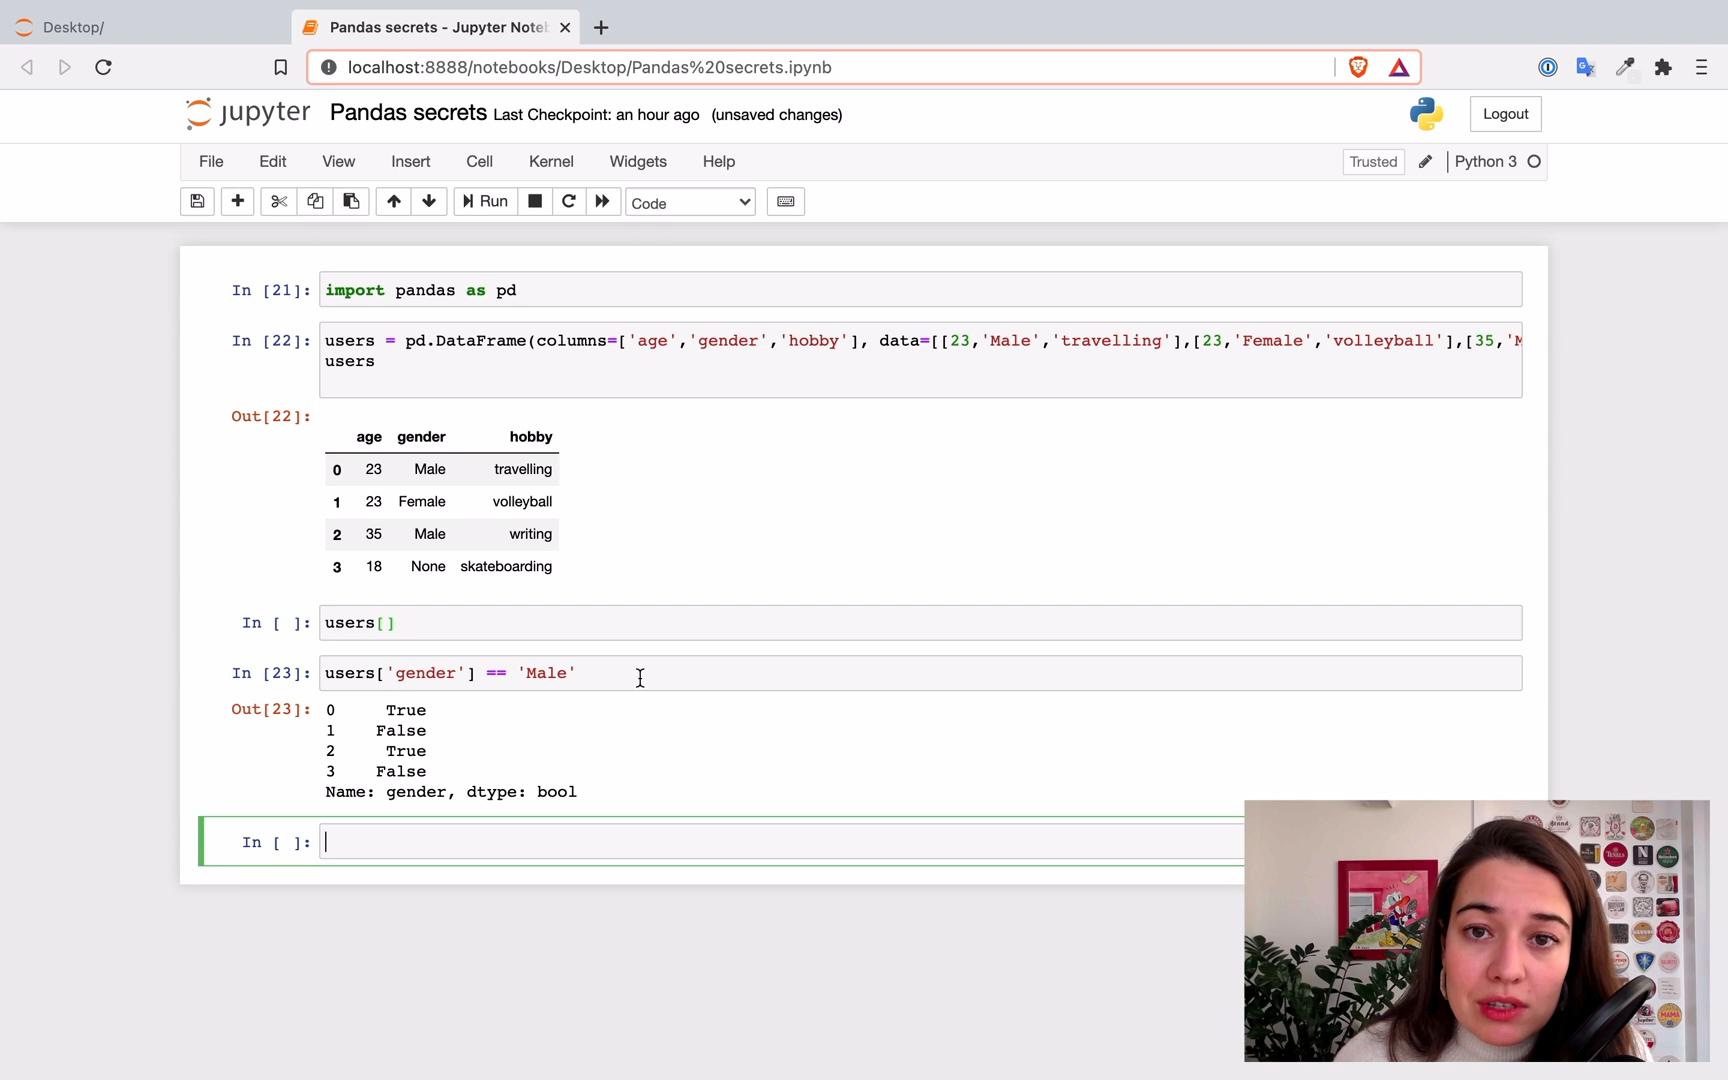 Desktop/
Pandas secrets - Jupyter Noteb
localhost:8888/notebooks/Desktop/Pandas%20secrets.ipynb
jupyter Pandas secrets Last Checkpoint: an hour ago (unsaved changes)
Logout
File Edit View Insert Cell Kernel Widgets Help
Trusted Python 3
Run Code
In [21]: import pandas as pd
In [22]: users = pd.DataFrame(columns=['age','gender','hobby'], data=[[23,'Male','travelling'],[23,'Female','volleyball'],[35,'M
users
Out[22]:
age gender hobby
0 23 Male travelling
1 23 Female volleyball
2 35 Male writing
3 18 None skateboarding
In [ ]: users[]
In [23]: users['gender'] == 'Male'
Out[23]: 0 True
1 False
2 True
3 False
Name: gender, dtype: bool
In [ ]: